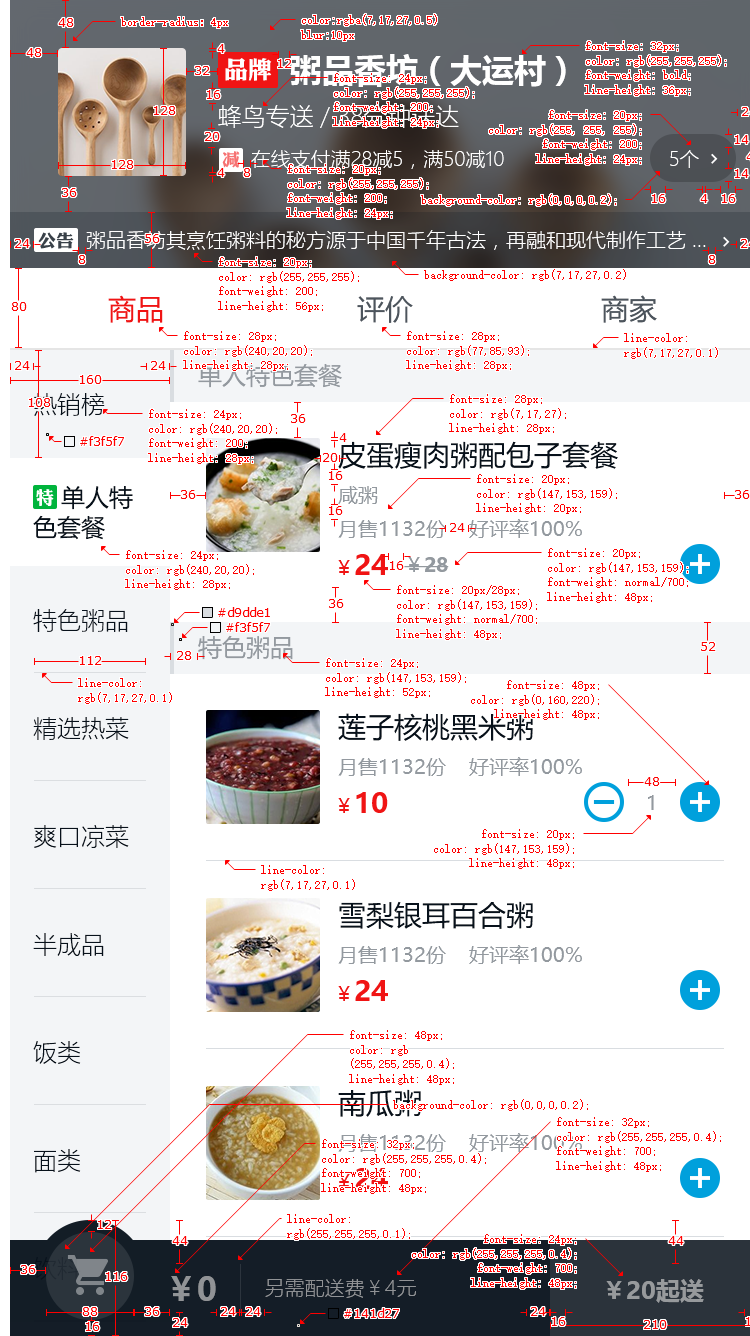 48
border-radius: 4px
color:rgba(7,17,27,0.5)
blur:10px
48
4
32
16
128
128
20
4
8
36
品牌
12
粥品香坊（大运村）
font-size: 32px;
color: rgb(255,255,255);
font-weight: bold;
line-height: 36px;
font-size: 24px;
color: rgb(255,255,255);
font-weight: 200;
line-height: 24px;
蜂鸟专送 / 38分钟送达
font-size: 20px;
color: rgb(255, 255, 255);
font-weight: 200;
line-height: 24px;
减
在线支付满28减5，满50减10
5个
font-size: 20px;
color: rgb(255,255,255);
font-weight: 200;
line-height: 24px;
background-color: rgb(0,0,0,0.2);
16
4
16
24
公告
粥品香坊其烹饪粥料的秘方源于中国千年古法，再融和现代制作工艺 ...
56
8
8
font-size: 20px;
color: rgb(255,255,255);
font-weight: 200;
line-height: 56px;
background-color: rgb(7,17,27,0.2)
80
商品
评价
商家
font-size: 28px;
color: rgb(240,20,20);
line-height: 28px;
font-size: 28px;
color: rgb(77,85,93);
line-height: 28px;
line-color:
rgb(7,17,27,0.1)
24
24
160
单人特色套餐
108
热销榜
#f3f5f7
font-size: 24px;
color: rgb(240,20,20);
font-weight: 200;
line-height: 28px;
36
font-size: 28px;
color: rgb(7,17,27);
line-height: 28px;
4
20
16
16
皮蛋瘦肉粥配包子套餐
咸粥
font-size: 20px;
color: rgb(147,153,159);
line-height: 20px;
36
36
月售1132份
24
好评率100%
特 单人特
色套餐
font-size: 24px;
color: rgb(240,20,20);
line-height: 28px;
￥24
16
￥28
font-size: 20px;
color: rgb(147,153,159);
font-weight: normal/700;
line-height: 48px;
font-size: 20px/28px;
color: rgb(147,153,159);
font-weight: normal/700;
line-height: 48px;
36
特色粥品
#d9dde1
#f3f5f7
特色粥品
28
52
112
line-color:
rgb(7,17,27,0.1)
font-size: 24px;
color: rgb(147,153,159);
line-height: 52px;
font-size: 48px;
color: rgb(0,160,220);
line-height: 48px;
精选热菜
莲子核桃黑米粥
月售1132份
好评率100%
￥10
48
1
font-size: 20px;
color: rgb(147,153,159);
line-height: 48px;
爽口凉菜
line-color:
rgb(7,17,27,0.1)
雪梨银耳百合粥
半成品
月售1132份
好评率100%
￥24
饭类
font-size: 48px;
color: rgb
(255,255,255,0.4);
line-height: 48px;
南瓜粥
background-color: rgb(0,0,0,0.2);
月售1132份
好评率100%
font-size: 32px;
color: rgb(255,255,255,0.4);
font-weight: 700;
line-height: 48px;
font-size: 32px;
color: rgb(255,255,255,0.4);
font-weight: 700;
line-height: 48px;
面类
￥24
12
44
line-color:
rgb(255,255,255,0.1);
font-size: 24px;
color: rgb(255,255,255,0.4);
font-weight: 700;
line-height: 48px;
44
36
116
￥0
另需配送费￥4元
￥20起送
88
36
16
24
24
24
#141d27
24
16
210